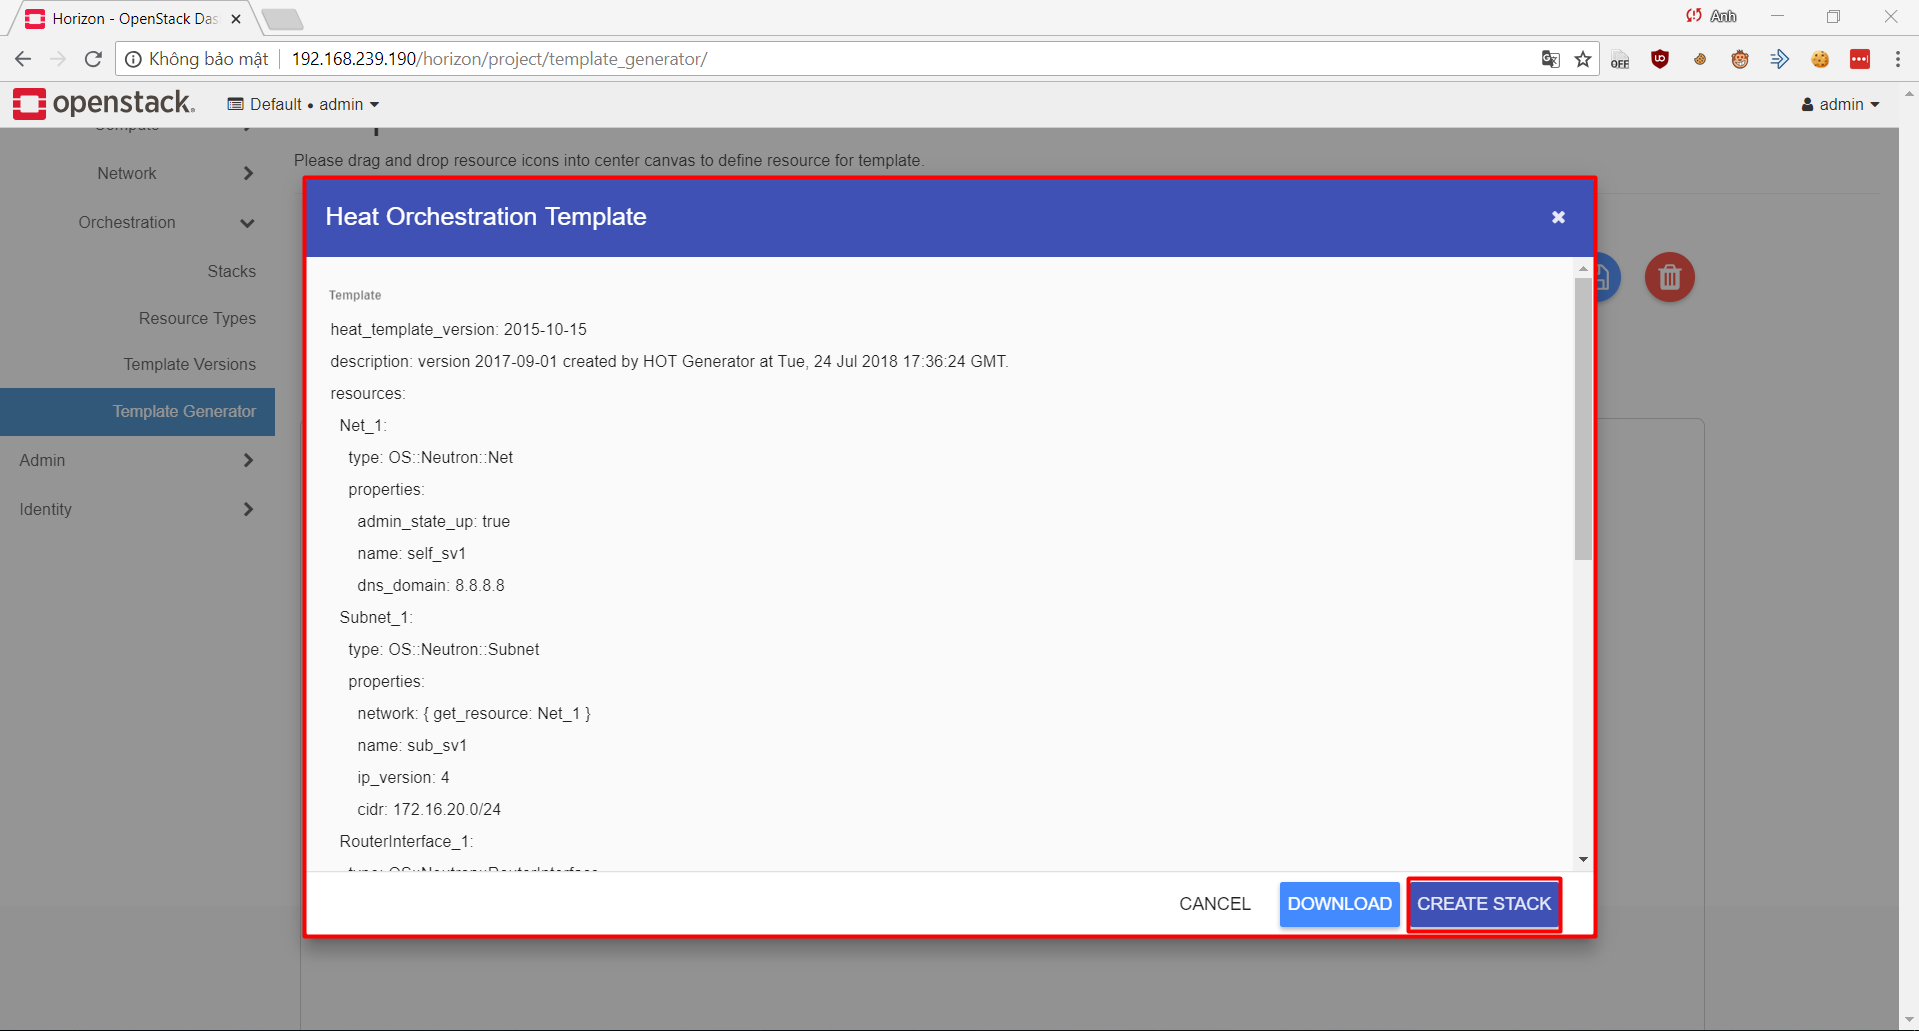 Horizon - OpenStack Das
Anh
Không bảo mật
192.168.239.190/horizon/project/template_generator/
OFF
openstack.
Default • admin
admin
Please drag and drop resource icons into center canvas to define resource for template.
Network
Orchestration
Stacks
Resource Types
Template Versions
Template Generator
Admin
Identity
Heat Orchestration Template
Template
heat_template_version: 2015-10-15
description: version 2017-09-01 created by HOT Generator at Tue, 24 Jul 2018 17:36:24 GMT.
resources:
Net_1:
type: OS::Neutron::Net
properties:
admin_state_up: true
name: self_sv1
dns_domain: 8.8.8.8
Subnet_1:
type: OS::Neutron::Subnet
properties:
network: { get_resource: Net_1 }
name: sub_sv1
ip_version: 4
cidr: 172.16.20.0/24
RouterInterface_1:
type: OS::Neutron::RouterInterface
CANCEL
DOWNLOAD
CREATE STACK